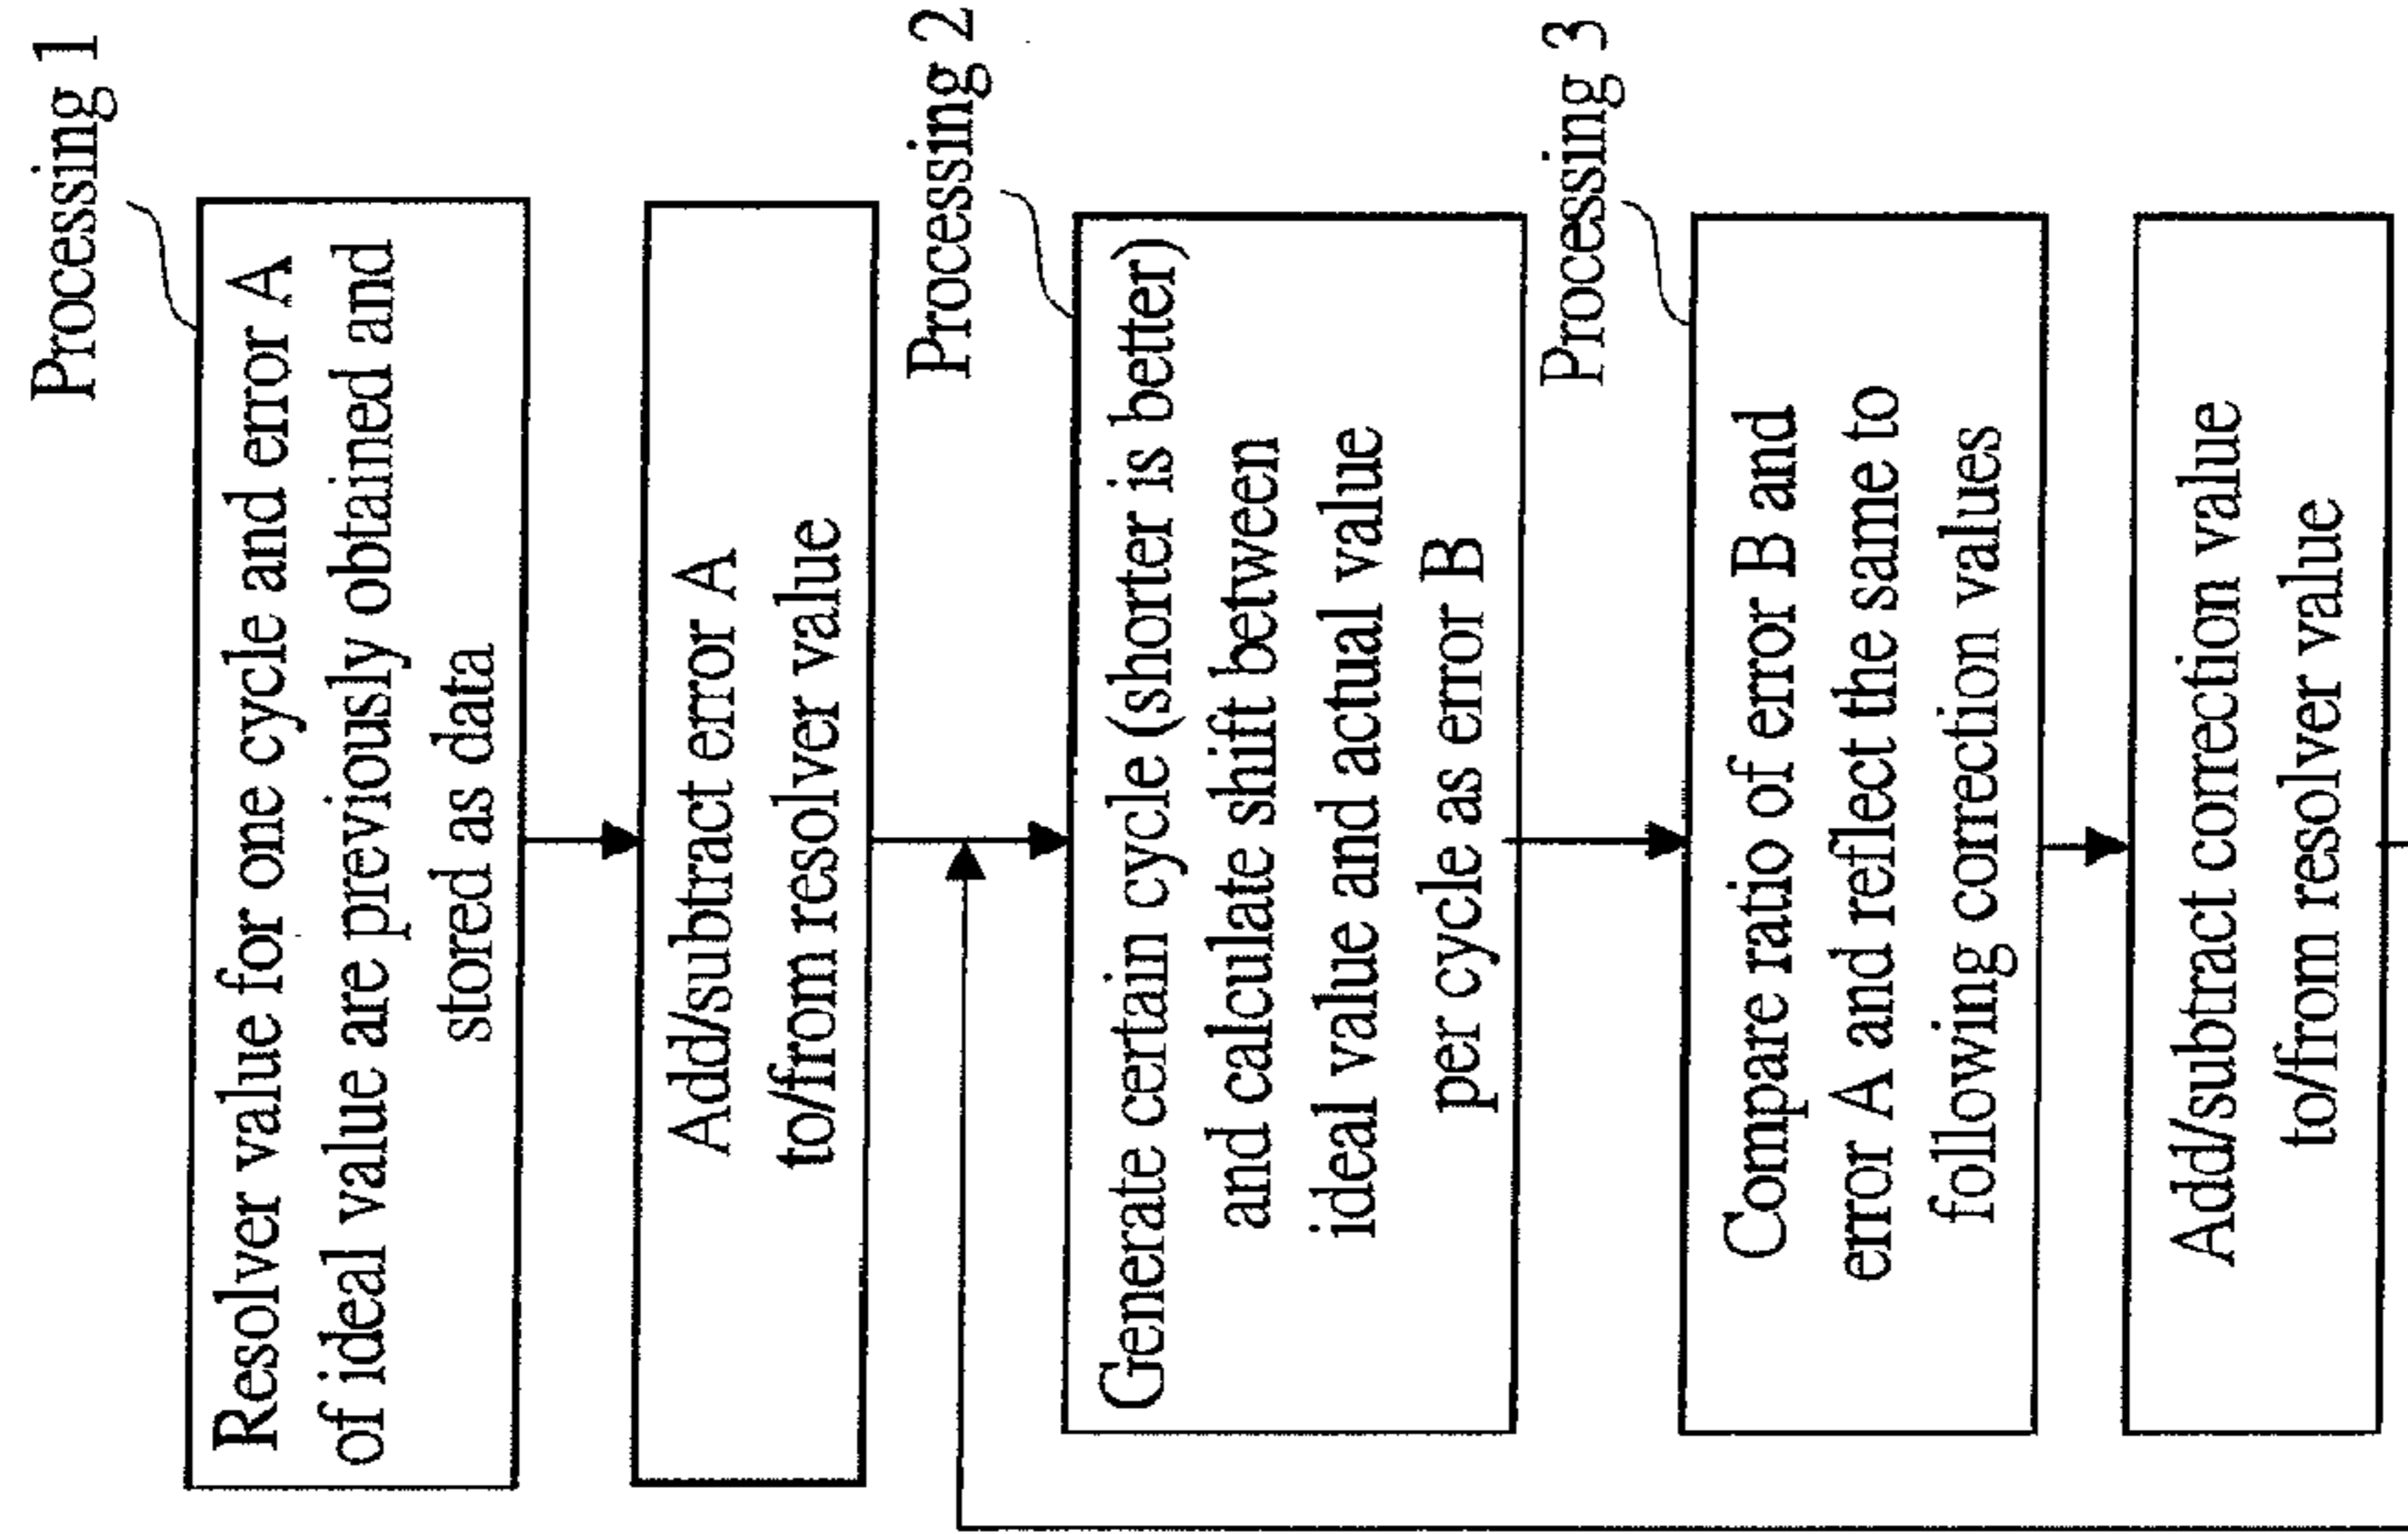 Processing 1
Resolver value for one cycle and error A
of ideal value are previously obtained and
stored as data
Add/subtract error A
to/from resolver value
Processing 2
Generate certain cycle (shorter is better)
and calculate shift between
ideal value and actual value
per cycle as error B
Processing 3
Compare ratio of error B and
error A and reflect the same to
following correction values
Add/subtract correction value
to/from resolver value